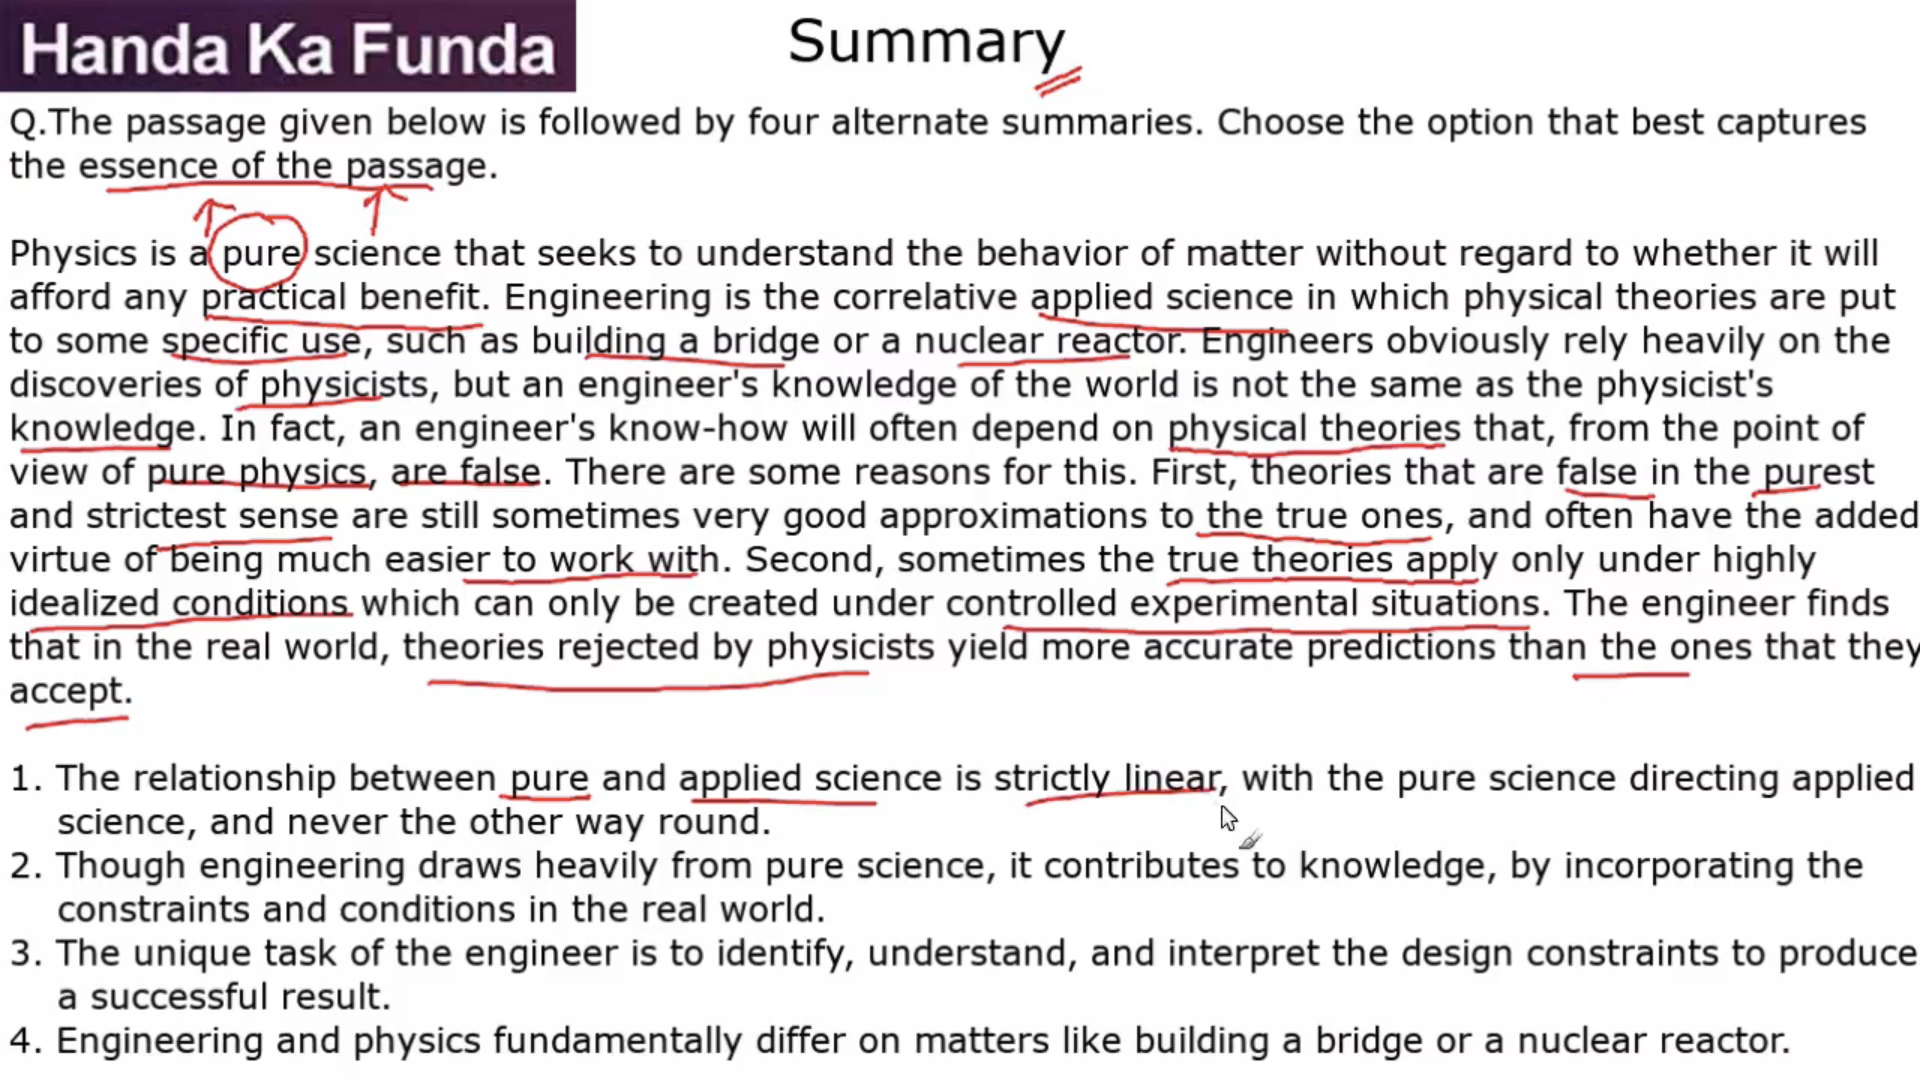 Handa Ka Funda
Summary
Q.The passage given below is followed by four alternate summaries. Choose the option that best captures
the essence of the passage.
Physics is a pure science that seeks to understand the behavior of matter without regard to whether it will
afford any practical benefit. Engineering is the correlative applied science in which physical theories are put
to some specific use, such as building a bridge or a nuclear reactor. Engineers obviously rely heavily on the
discoveries of physicists, but an engineer's knowledge of the world is not the same as the physicist's
knowledge. In fact, an engineer's know-how will often depend on physical theories that, from the point of
view of pure physics, are false. There are some reasons for this. First, theories that are false in the purest
and strictest sense are still sometimes very good approximations to the true ones, and often have the added
virtue of being much easier to work with. Second, sometimes the true theories apply only under highly
idealized conditions which can only be created under controlled experimental situations. The engineer finds
that in the real world, theories rejected by physicists yield more accurate predictions than the ones that they
accept.
1. The relationship between pure and applied science is strictly linear, with the pure science directing applied
science, and never the other way round.
2. Though engineering draws heavily from pure science, it contributes to knowledge, by incorporating the
constraints and conditions in the real world.
3. The unique task of the engineer is to identify, understand, and interpret the design constraints to produce
a successful result.
4. Engineering and physics fundamentally differ on matters like building a bridge or a nuclear reactor.